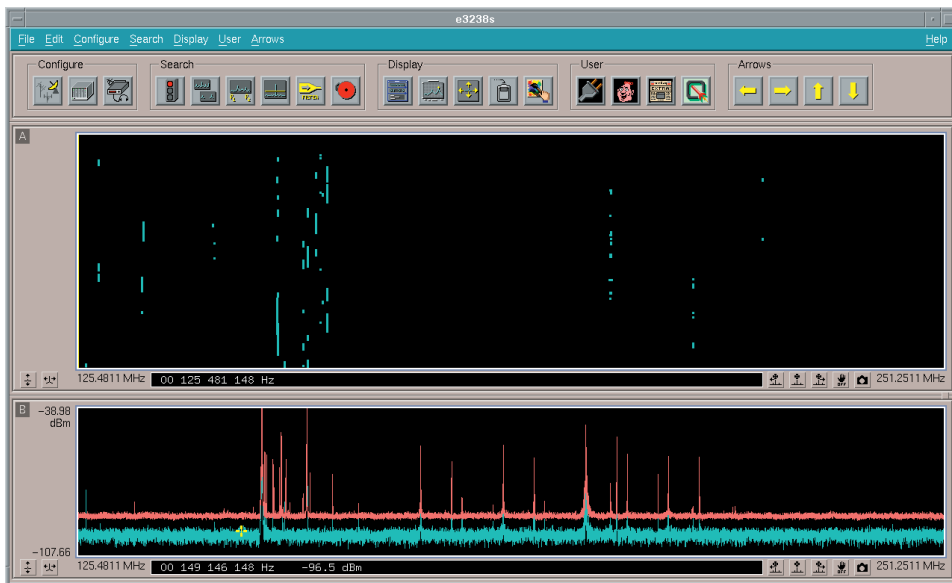 e3238s
File Edit Configure Search Display User Arrows Help
Configure Search Display User Arrows
A
125.4811 MHz 00 125 481 148 Hz 251.2511 MHz
B
-38.98
dBm
-107.66
125.4811 MHz 00 149 146 148 Hz -96.5 dBm 251.2511 MHz